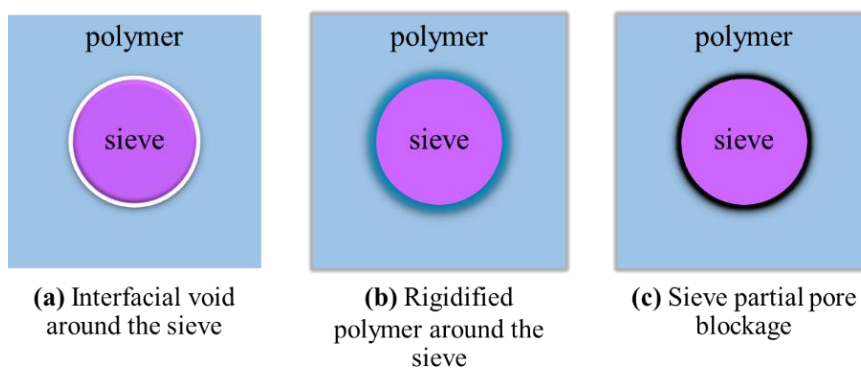 polymer
sieve
(a) Interfacial void
around the sieve
polymer
sieve
(b) Rigidified
polymer around the
sieve
polymer
sieve
(c) Sieve partial pore
blockage